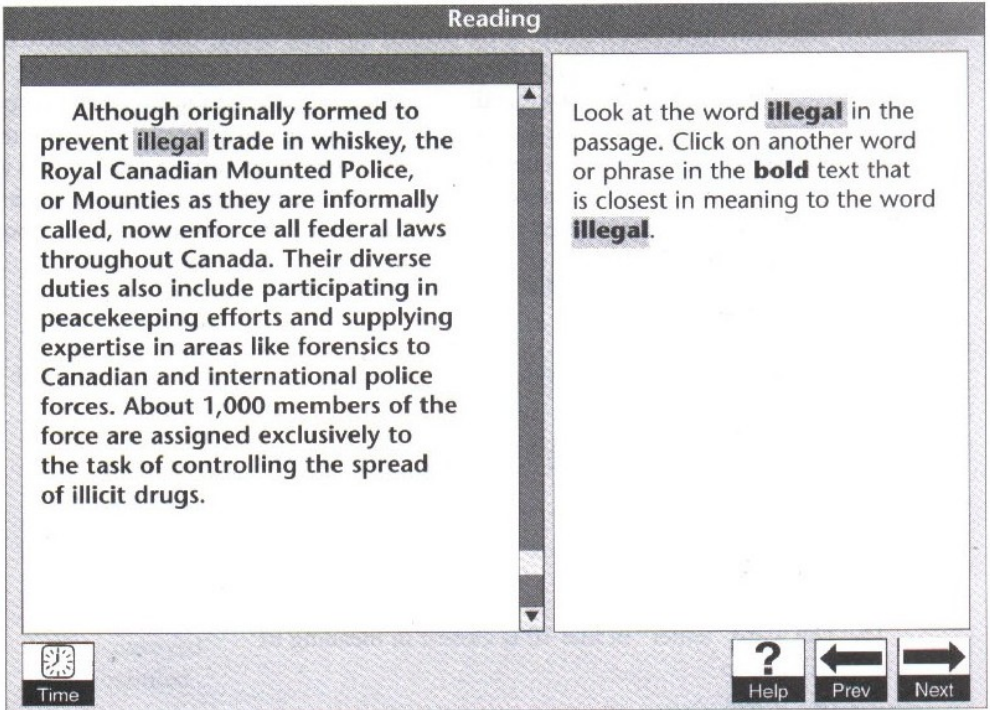 Reading
Although originally formed to
prevent illegal trade in whiskey, the
Royal Canadian Mounted Police,
or Mounties as they are informally
called, now enforce all federal laws
throughout Canada. Their diverse
duties also include participating in
peacekeeping efforts and supplying
expertise in areas like forensics to
Canadian and international police
forces. About 1,000 members of the
force are assigned exclusively to
the task of controlling the spread
of illicit drugs.
Look at the word illegal in the
passage. Click on another word
or phrase in the bold text that
is closest in meaning to the word
illegal.
Time
?
Help
Prev
Next